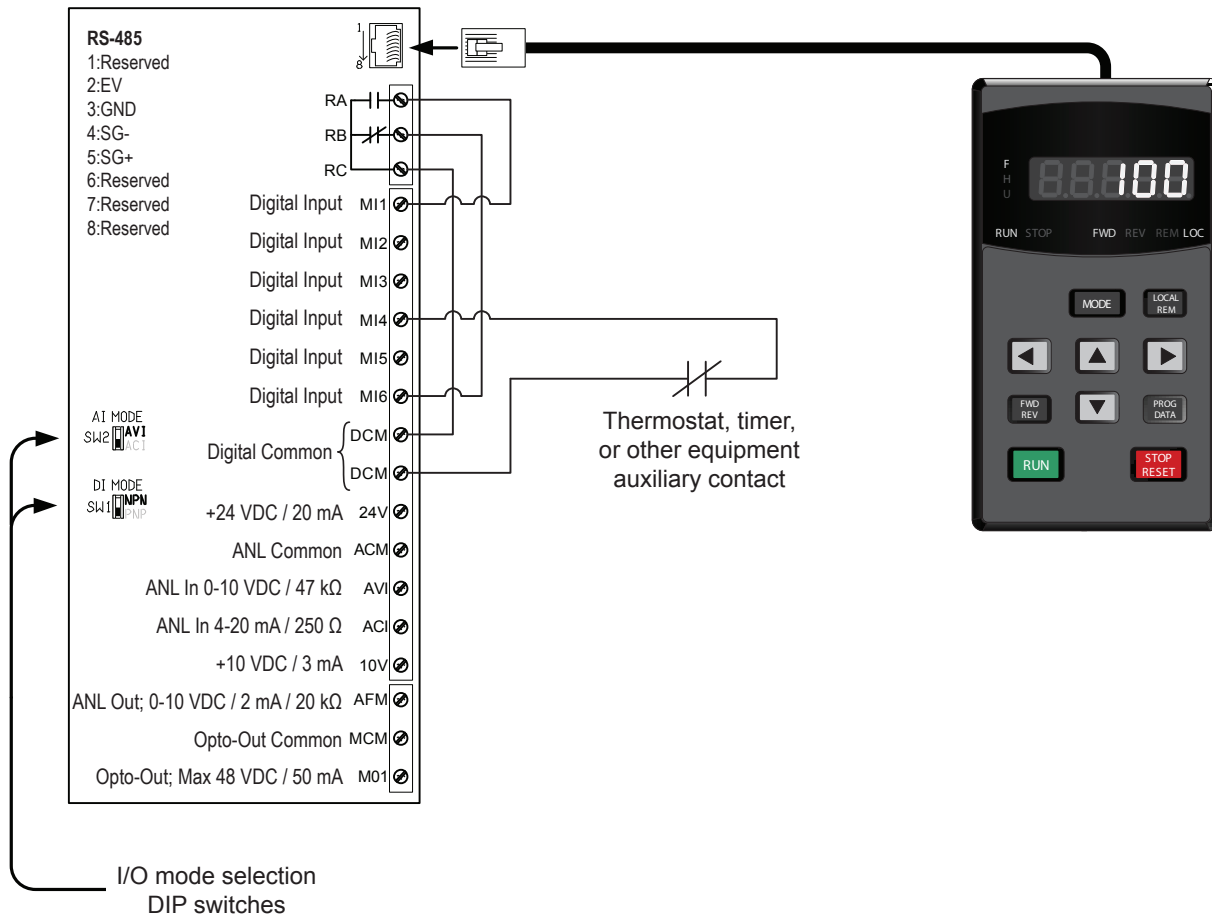 RS-485
1:Reserved
2:EV
3:GND
4:SG-
5:SG+
6:Reserved
7:Reserved
8:Reserved
1
8
RA
RB
RC
Digital Input MI1
Digital Input MI2
Digital Input MI3
Digital Input MI4
Digital Input MI5
Digital Input MI6
Digital Common
DCM
DCM
+24 VDC / 20 mA 24V
ANL Common ACM
ANL In 0-10 VDC / 47 kΩ AVI
ANL In 4-20 mA / 250 Ω ACI
+10 VDC / 3 mA 10V
ANL Out; 0-10 VDC / 2 mA / 20 kΩ AFM
Opto-Out Common MCM
Opto-Out; Max 48 VDC / 50 mA M01
AI MODE
SW2 AVI
ACI
DI MODE
SW1 NPN
PNP
I/O mode selection
DIP switches
Thermostat, timer,
or other equipment
auxiliary contact
F
H
U
100
RUN STOP FWD REV REM LOC
MODE
LOCAL
REM
FWD
REV
PROG
DATA
RUN
STOP
RESET